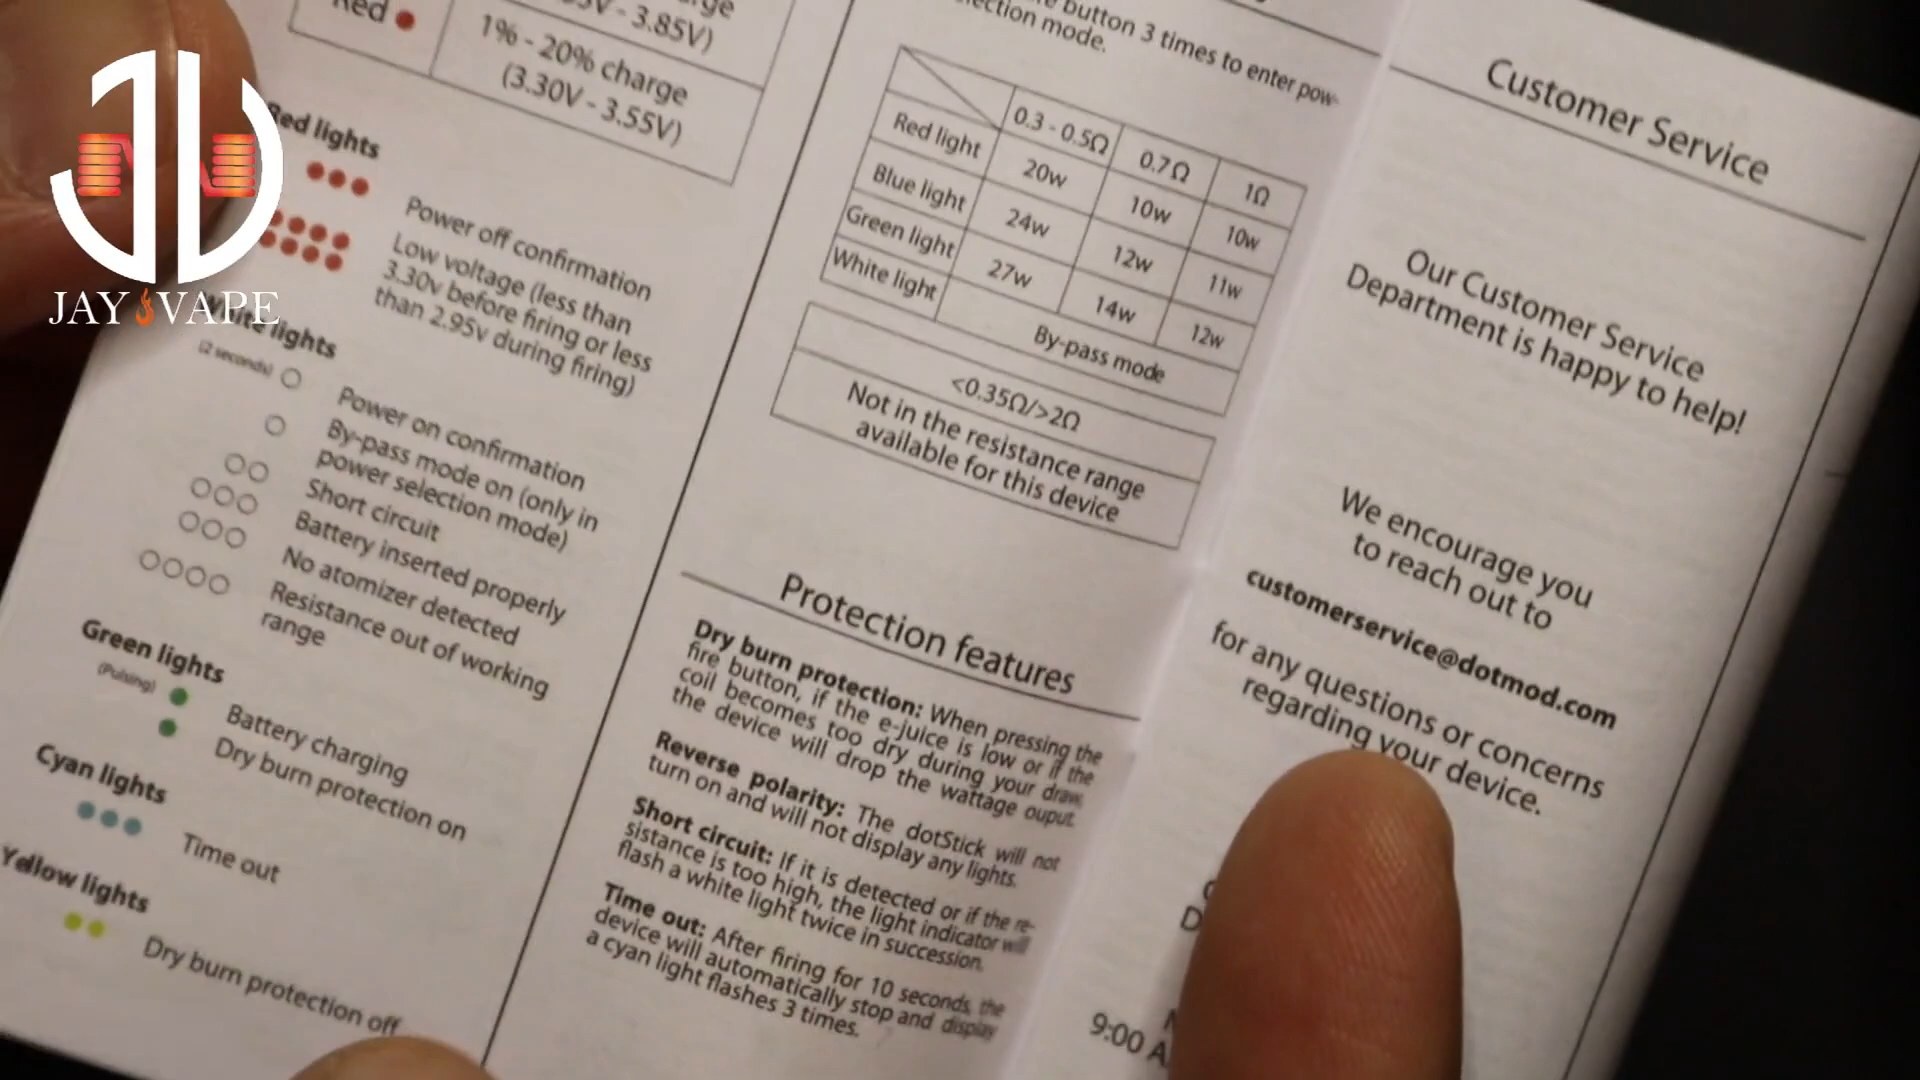 JAY VAPE
Red
3.85V)
1% - 20% charge
(3.30V - 3.55V)
Red lights
Power off confirmation
Low voltage (less than
3.30v before firing or less
than 2.95v during firing)
White lights
(2 seconds)
Power on confirmation
By-pass mode on (only in
power selection mode)
Short circuit
Battery inserted properly
No atomizer detected
Resistance out of working
range
Green lights
(Pulsing)
Battery charging
Dry burn protection on
Cyan lights
Time out
Yellow lights
Dry burn protection off
button 3 times to enter pow-
mode.
0.3 - 0.5Ω 0.7Ω 1Ω
Red light 20w 10w 10w
Blue light 24w 12w 11w
Green light 27w 14w 12w
White light By-pass mode
<0.35Ω/>2Ω
Not in the resistance range
available for this device
Protection features
Dry burn protection: When pressing the
fire button, if the e-juice is low or if the
coil becomes too dry during your draw,
the device will drop the wattage ouput.
Reverse polarity: The dotStick will not
turn on and will not display any lights.
Short circuit: If it is detected or if the re-
sistance is too high, the light indicator will
flash a white light twice in succession.
Time out: After firing for 10 seconds, the
device will automatically stop and display
a cyan light flashes 3 times.
Customer Service
Our Customer Service
Department is happy to help!
We encourage you
to reach out to
customerservice@dotmod.com
for any questions or concerns
regarding your device.
9:00 A